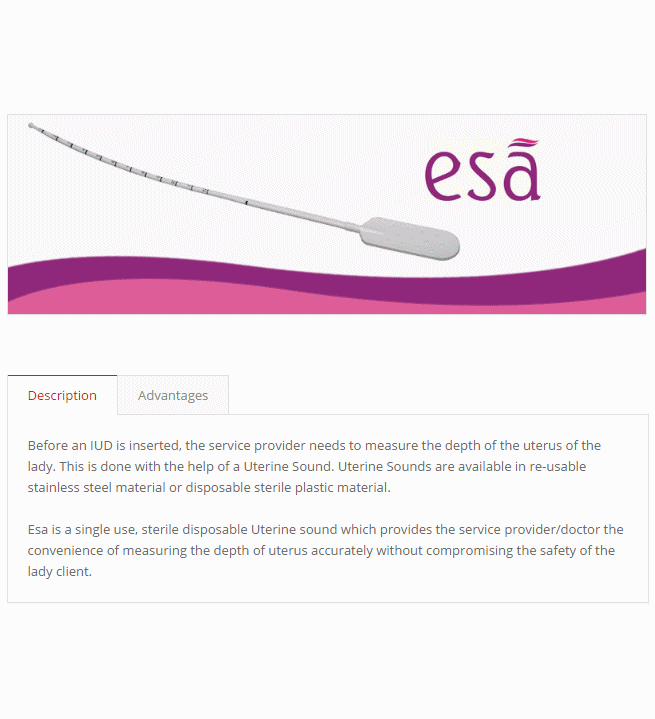 esã
Description
Advantages
Before an IUD is inserted, the service provider needs to measure the depth of the uterus of the
lady. This is done with the help of a Uterine Sound. Uterine Sounds are available in re-usable
stainless steel material or disposable sterile plastic material.
Esa is a single use, sterile disposable Uterine sound which provides the service provider/doctor the
convenience of measuring the depth of uterus accurately without compromising the safety of the
lady client.